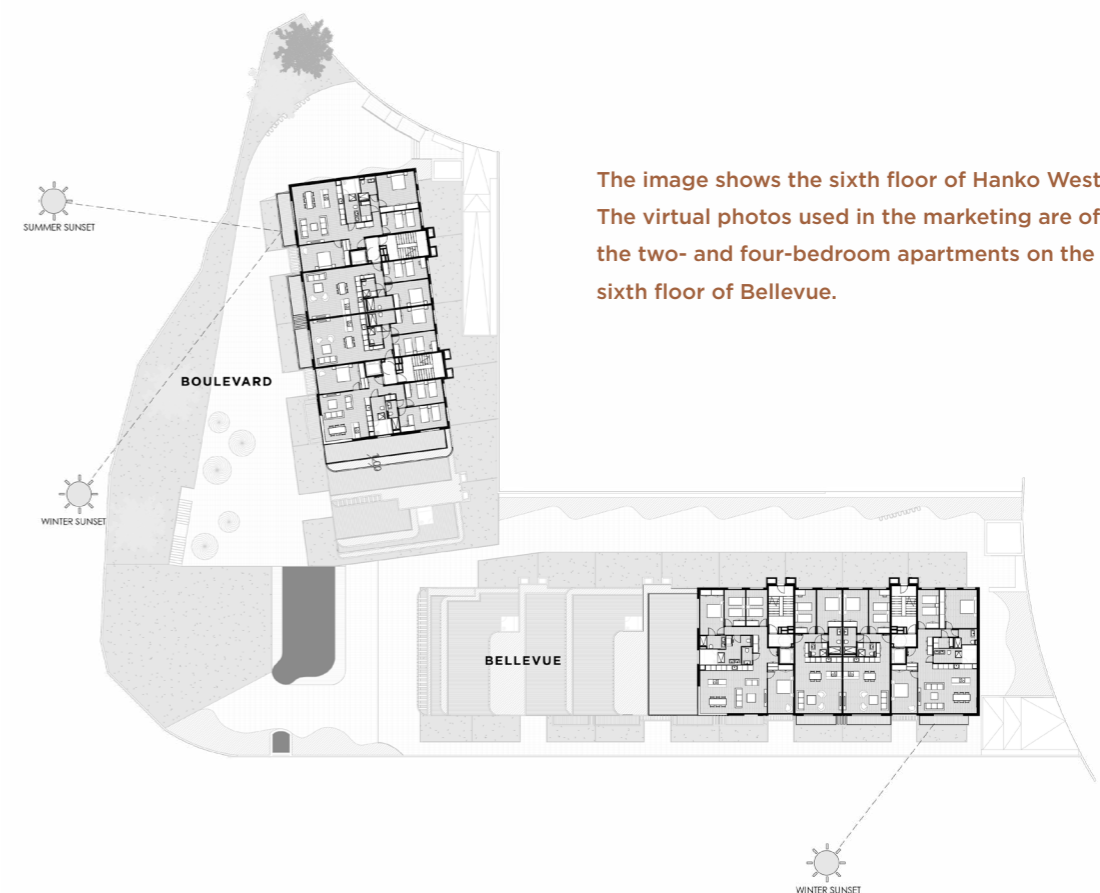 The image shows the sixth floor of Hanko West
The virtual photos used in the marketing are of
the two- and four-bedroom apartments on the
sixth floor of Bellevue.
SUMMER SUNSET
BOULEVARD
WINTER SUNSET
BELLEVUE
WINTER SUNSET